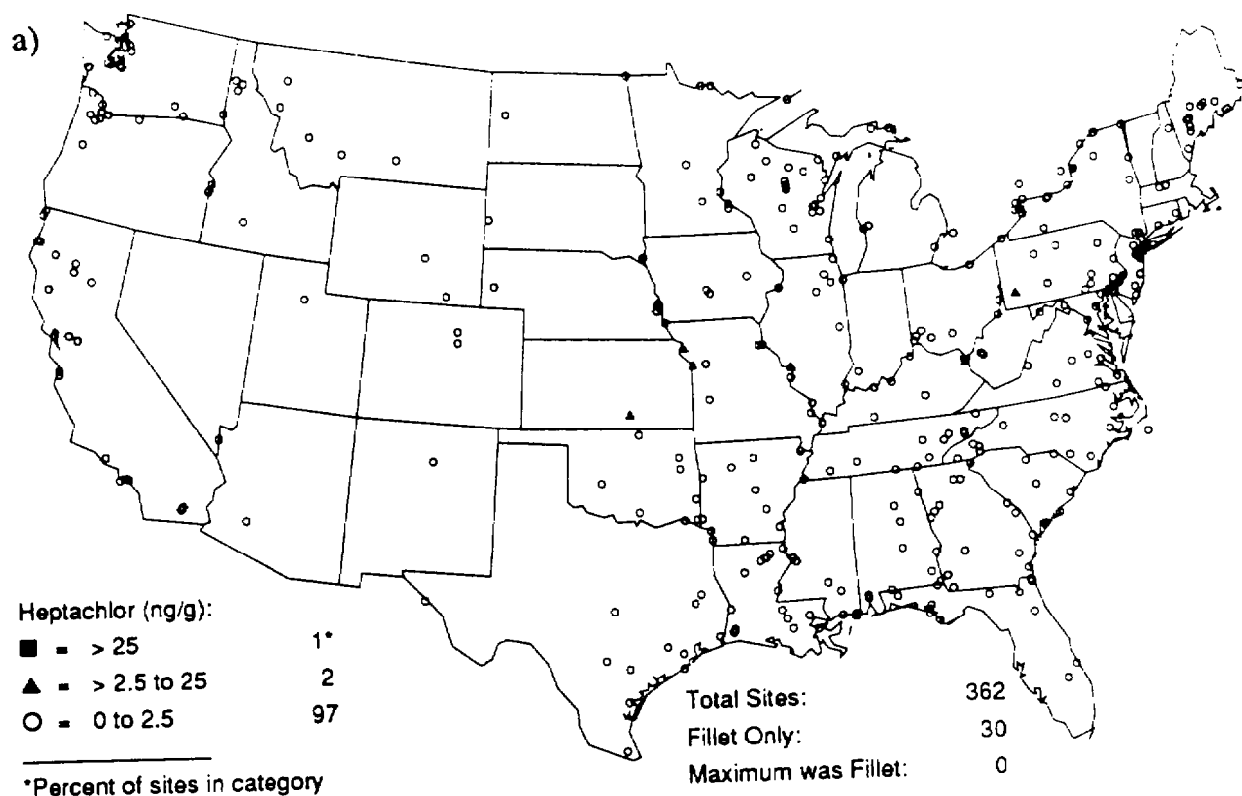 a)
Heptachlor (ng/g):
■ = > 25 1*
▲ = > 2.5 to 25 2
○ = 0 to 2.5 97
*Percent of sites in category
Total Sites: 362
Fillet Only: 30
Maximum was Fillet: 0